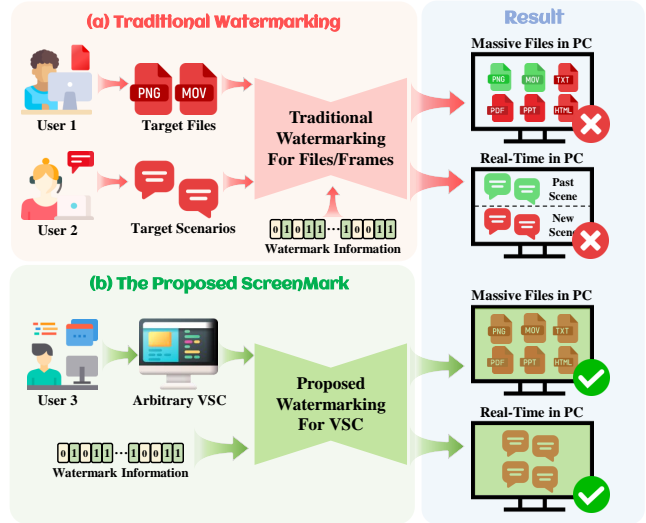 (a) Traditional Watermarking
Result
Massive Files in PC
PNG MOV TXT
PDF PPT HTML
PNG MOV
User 1
Target Files
Traditional
Watermarking
For Files/Frames
Real-Time in PC
Past
Scene
New
Scene
User 2
Target Scenarios
01011···10011
Watermark Information
(b) The Proposed ScreenMark
Massive Files in PC
PNG MOV TXT
PDF PPT HTML
User 3
Arbitrary VSC
Proposed
Watermarking
For VSC
Real-Time in PC
01011···10011
Watermark Information